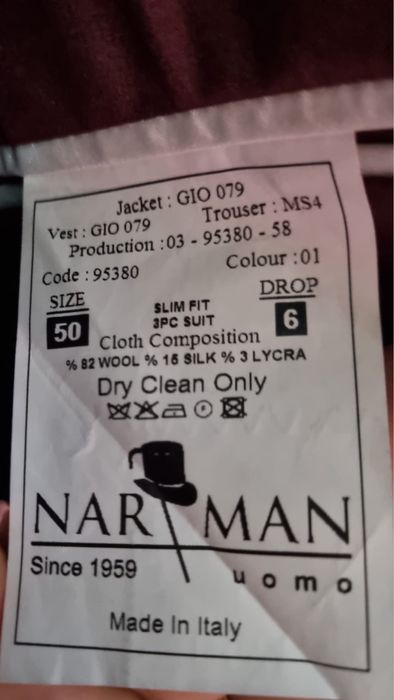 Jacket : GIO 079
Vest : GIO 079 Trouser : MS4
Production :03 - 95380 - 58
Code : 95380 Colour :01
SIZE DROP
50 SLIM FIT 6
3PC SUIT
Cloth Composition
% 82 WOOL % 15 SILK % 3 LYCRA
Dry Clean Only
NAR MAN
Since 1959 uomo
Made In Italy